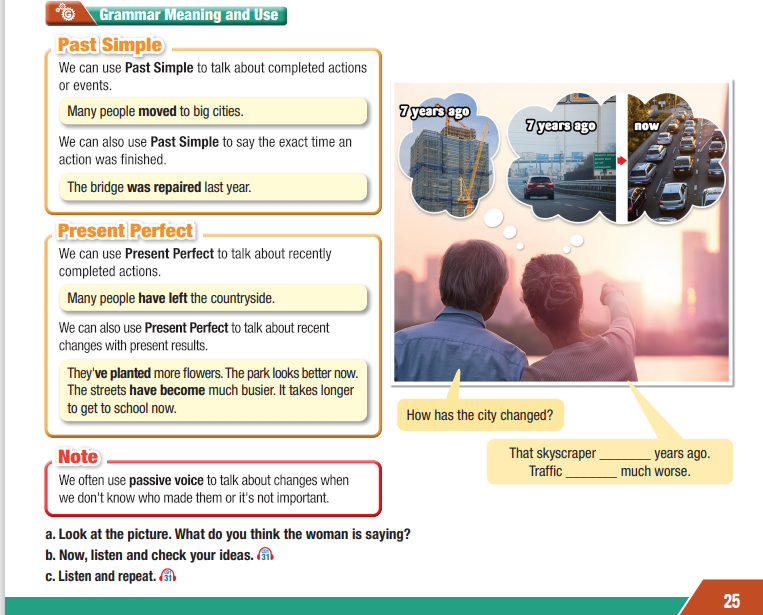 Grammar Meaning and Use
Past Simple
We can use Past Simple to talk about completed actions
or events.
Many people moved to big cities.
We can also use Past Simple to say the exact time an
action was finished.
The bridge was repaired last year.
Present Perfect
We can use Present Perfect to talk about recently
completed actions.
Many people have left the countryside.
We can also use Present Perfect to talk about recent
changes with present results.
They've planted more flowers. The park looks better now.
The streets have become much busier. It takes longer
to get to school now.
Note
We often use passive voice to talk about changes when
we don't know who made them or it's not important.
7 years ago
7 years ago
now
How has the city changed?
That skyscraper _______ years ago.
Traffic _______ much worse.
a. Look at the picture. What do you think the woman is saying?
b. Now, listen and check your ideas. 31
c. Listen and repeat. 31
25